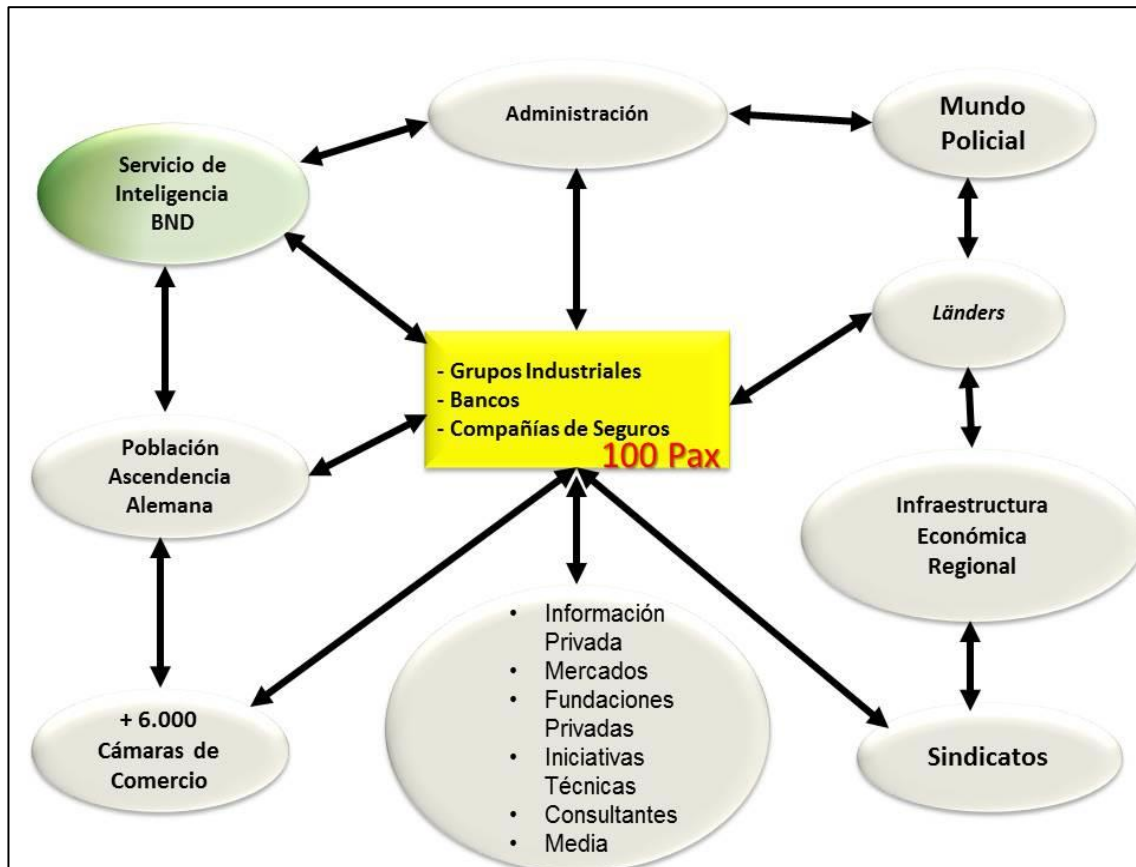 Administración
Mundo
Policial
Servicio de
Inteligencia
BND
Länders
- Grupos Industriales
- Bancos
- Compañías de Seguros
100 Pax
Población
Ascendencia
Alemana
Infraestructura
Económica
Regional
+ 6.000
Cámaras de
Comercio
• Información
Privada
• Mercados
• Fundaciones
Privadas
• Iniciativas
Técnicas
• Consultantes
• Media
Sindicatos